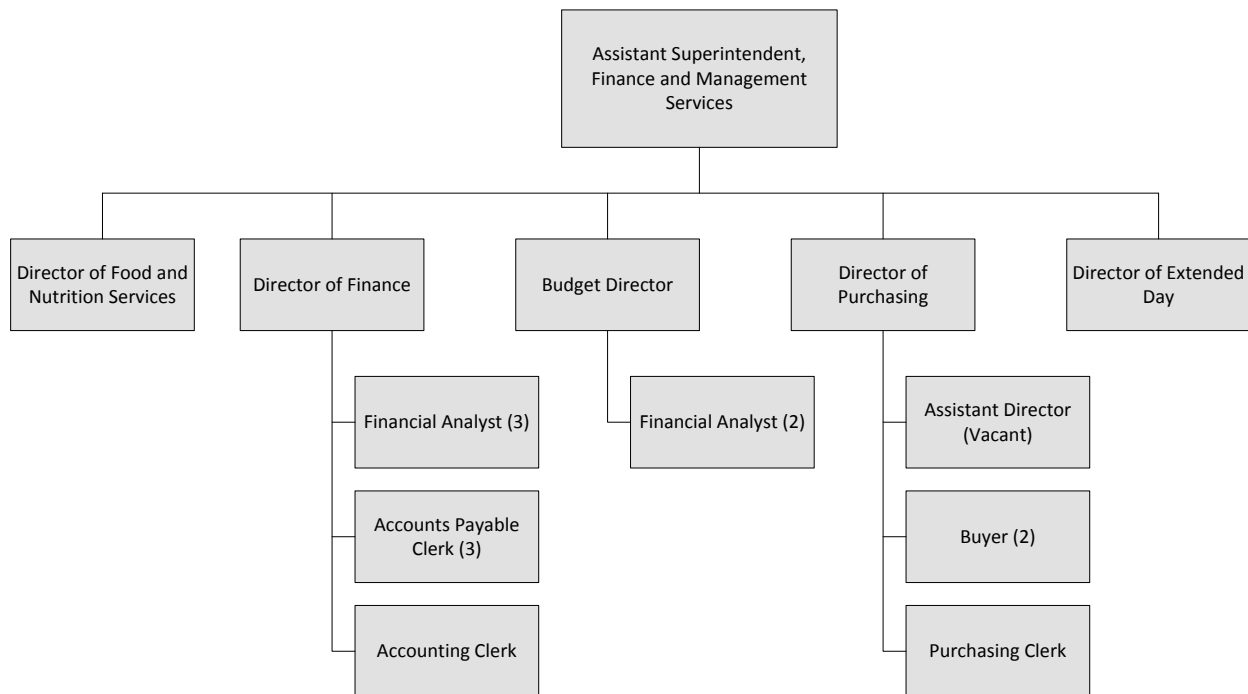 Assistant Superintendent,
Finance and Management
Services
Director of Food and
Nutrition Services
Director of Finance
Budget Director
Director of
Purchasing
Director of Extended
Day
Financial Analyst (3)
Financial Analyst (2)
Assistant Director
(Vacant)
Accounts Payable
Clerk (3)
Buyer (2)
Accounting Clerk
Purchasing Clerk